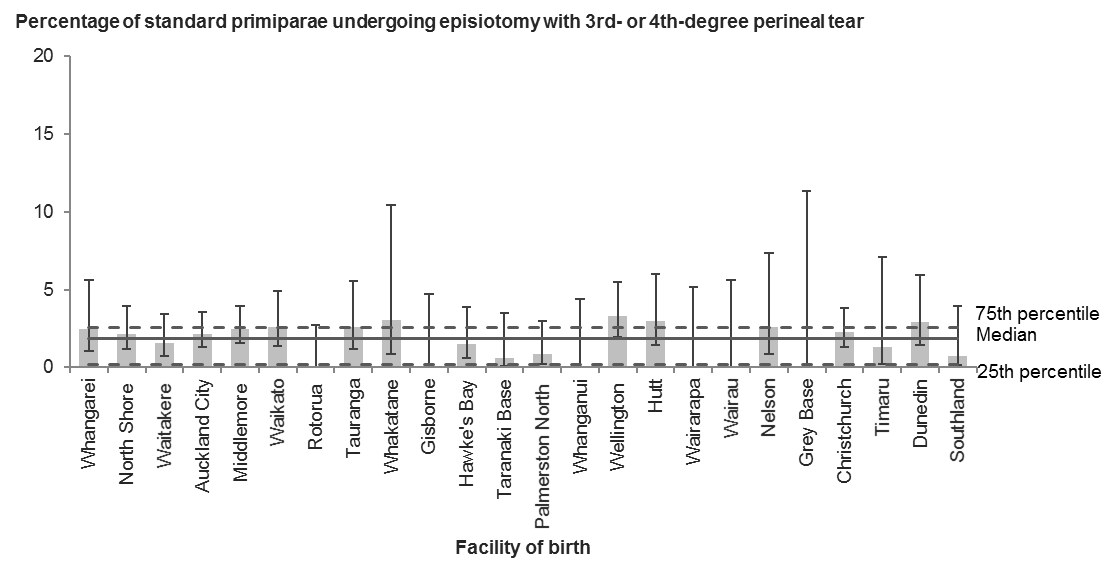 Percentage of standard primiparae undergoing episiotomy with 3rd- or 4th-degree perineal tear
20
15
10
5
0
75th percentile
Median
25th percentile
Whangarei
North Shore
Waitakere
Auckland City
Middlemore
Waikato
Rotorua
Tauranga
Whakatane
Gisborne
Hawke's Bay
Taranaki Base
Palmerston North
Whanganui
Wellington
Hutt
Wairarapa
Wairau
Nelson
Grey Base
Christchurch
Timaru
Dunedin
Southland
Facility of birth